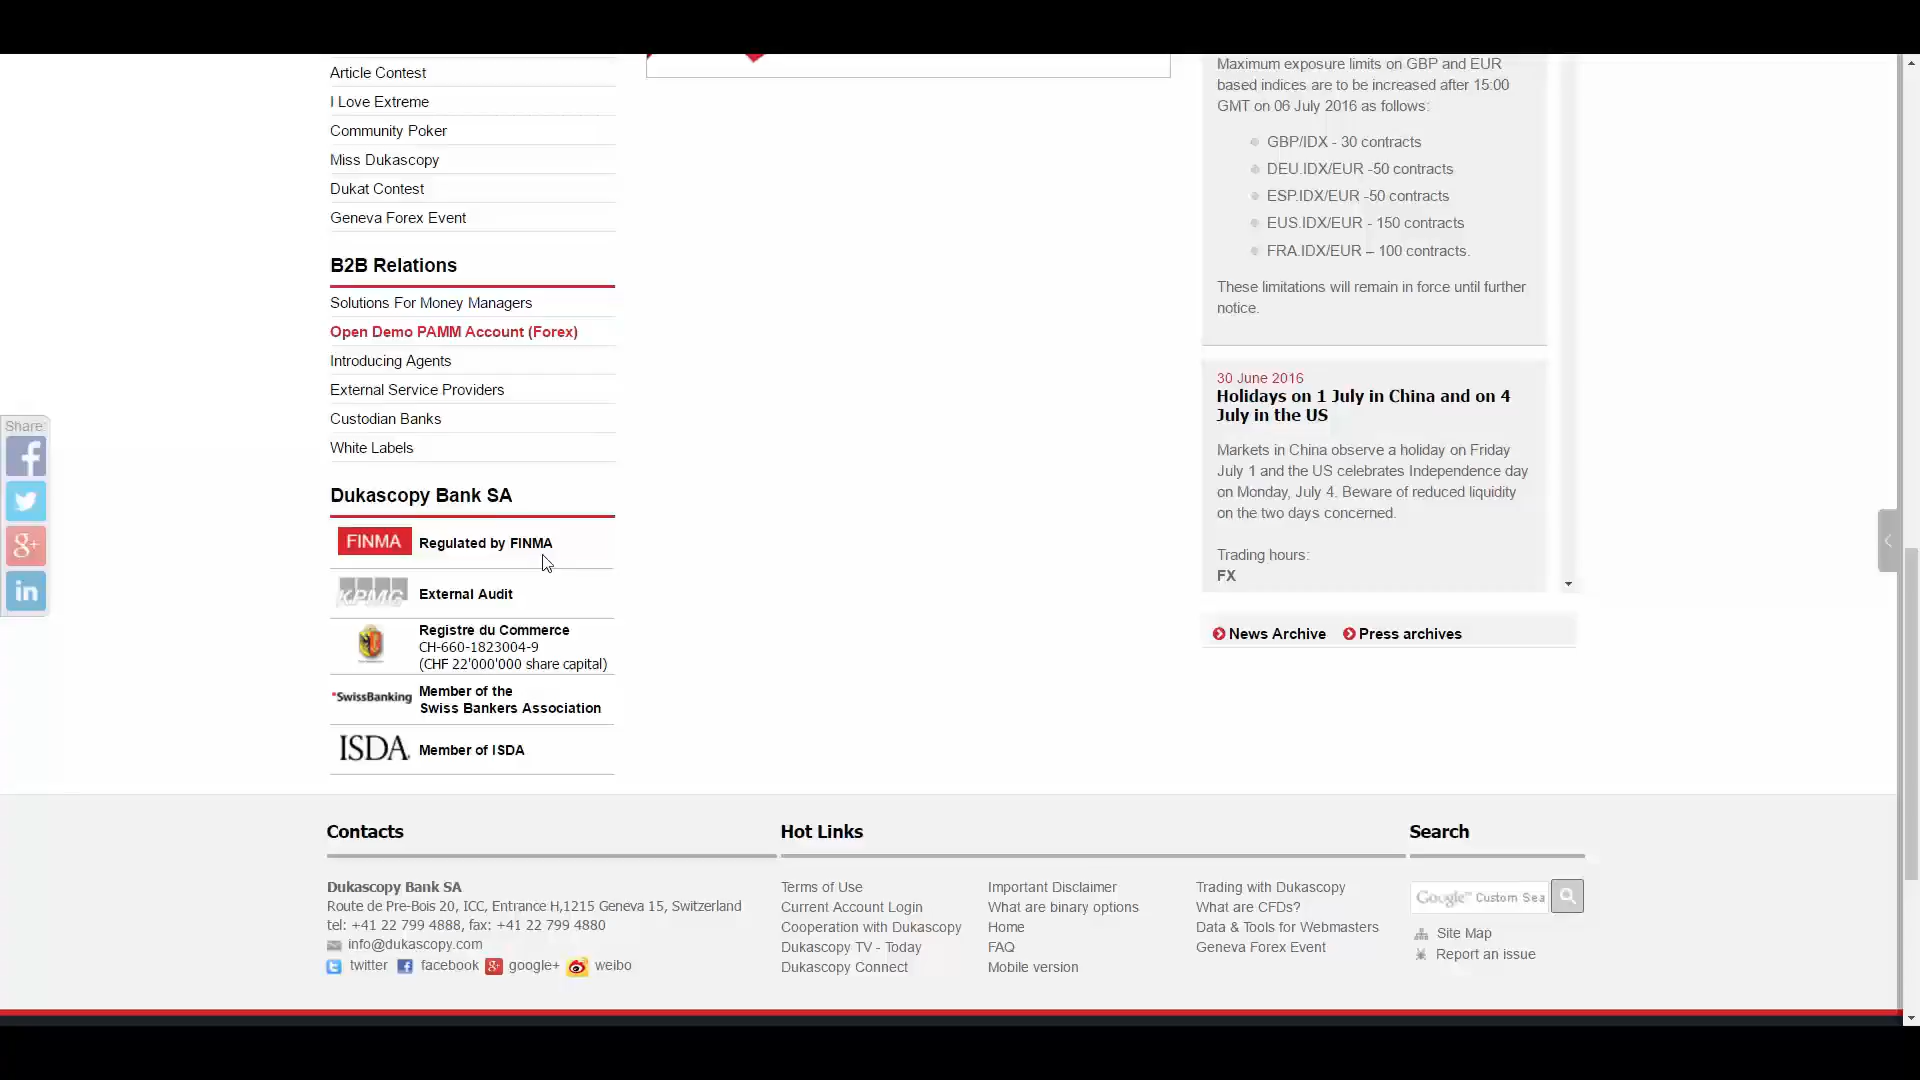 Article Contest
I Love Extreme
Community Poker
Miss Dukascopy
Dukat Contest
Geneva Forex Event
B2B Relations
Solutions For Money Managers
Open Demo PAMM Account (Forex)
Introducing Agents
External Service Providers
Custodian Banks
White Labels
Dukascopy Bank SA
FINMA Regulated by FINMA
KPMG External Audit
Registre du Commerce
CH-660-1823004-9
(CHF 22'000'000 share capital)
SwissBanking Member of the
Swiss Bankers Association
ISDA. Member of ISDA
Share:
Maximum exposure limits on GBP and EUR
based indices are to be increased after 15:00
GMT on 06 July 2016 as follows:
GBP/IDX - 30 contracts
DEU.IDX/EUR -50 contracts
ESP.IDX/EUR -50 contracts
EUS.IDX/EUR - 150 contracts
FRA.IDX/EUR – 100 contracts.
These limitations will remain in force until further
notice.
30 June 2016
Holidays on 1 July in China and on 4
July in the US
Markets in China observe a holiday on Friday
July 1 and the US celebrates Independence day
on Monday, July 4. Beware of reduced liquidity
on the two days concerned.
Trading hours:
FX
News Archive Press archives
Contacts
Dukascopy Bank SA
Route de Pre-Bois 20, ICC, Entrance H,1215 Geneva 15, Switzerland
tel: +41 22 799 4888, fax: +41 22 799 4880
info@dukascopy.com
twitter facebook google+ weibo
Hot Links
Terms of Use
Current Account Login
Cooperation with Dukascopy
Dukascopy TV - Today
Dukascopy Connect
Important Disclaimer
What are binary options
Home
FAQ
Mobile version
Trading with Dukascopy
What are CFDs?
Data & Tools for Webmasters
Geneva Forex Event
Search
Google™ Custom Sea
Site Map
Report an issue